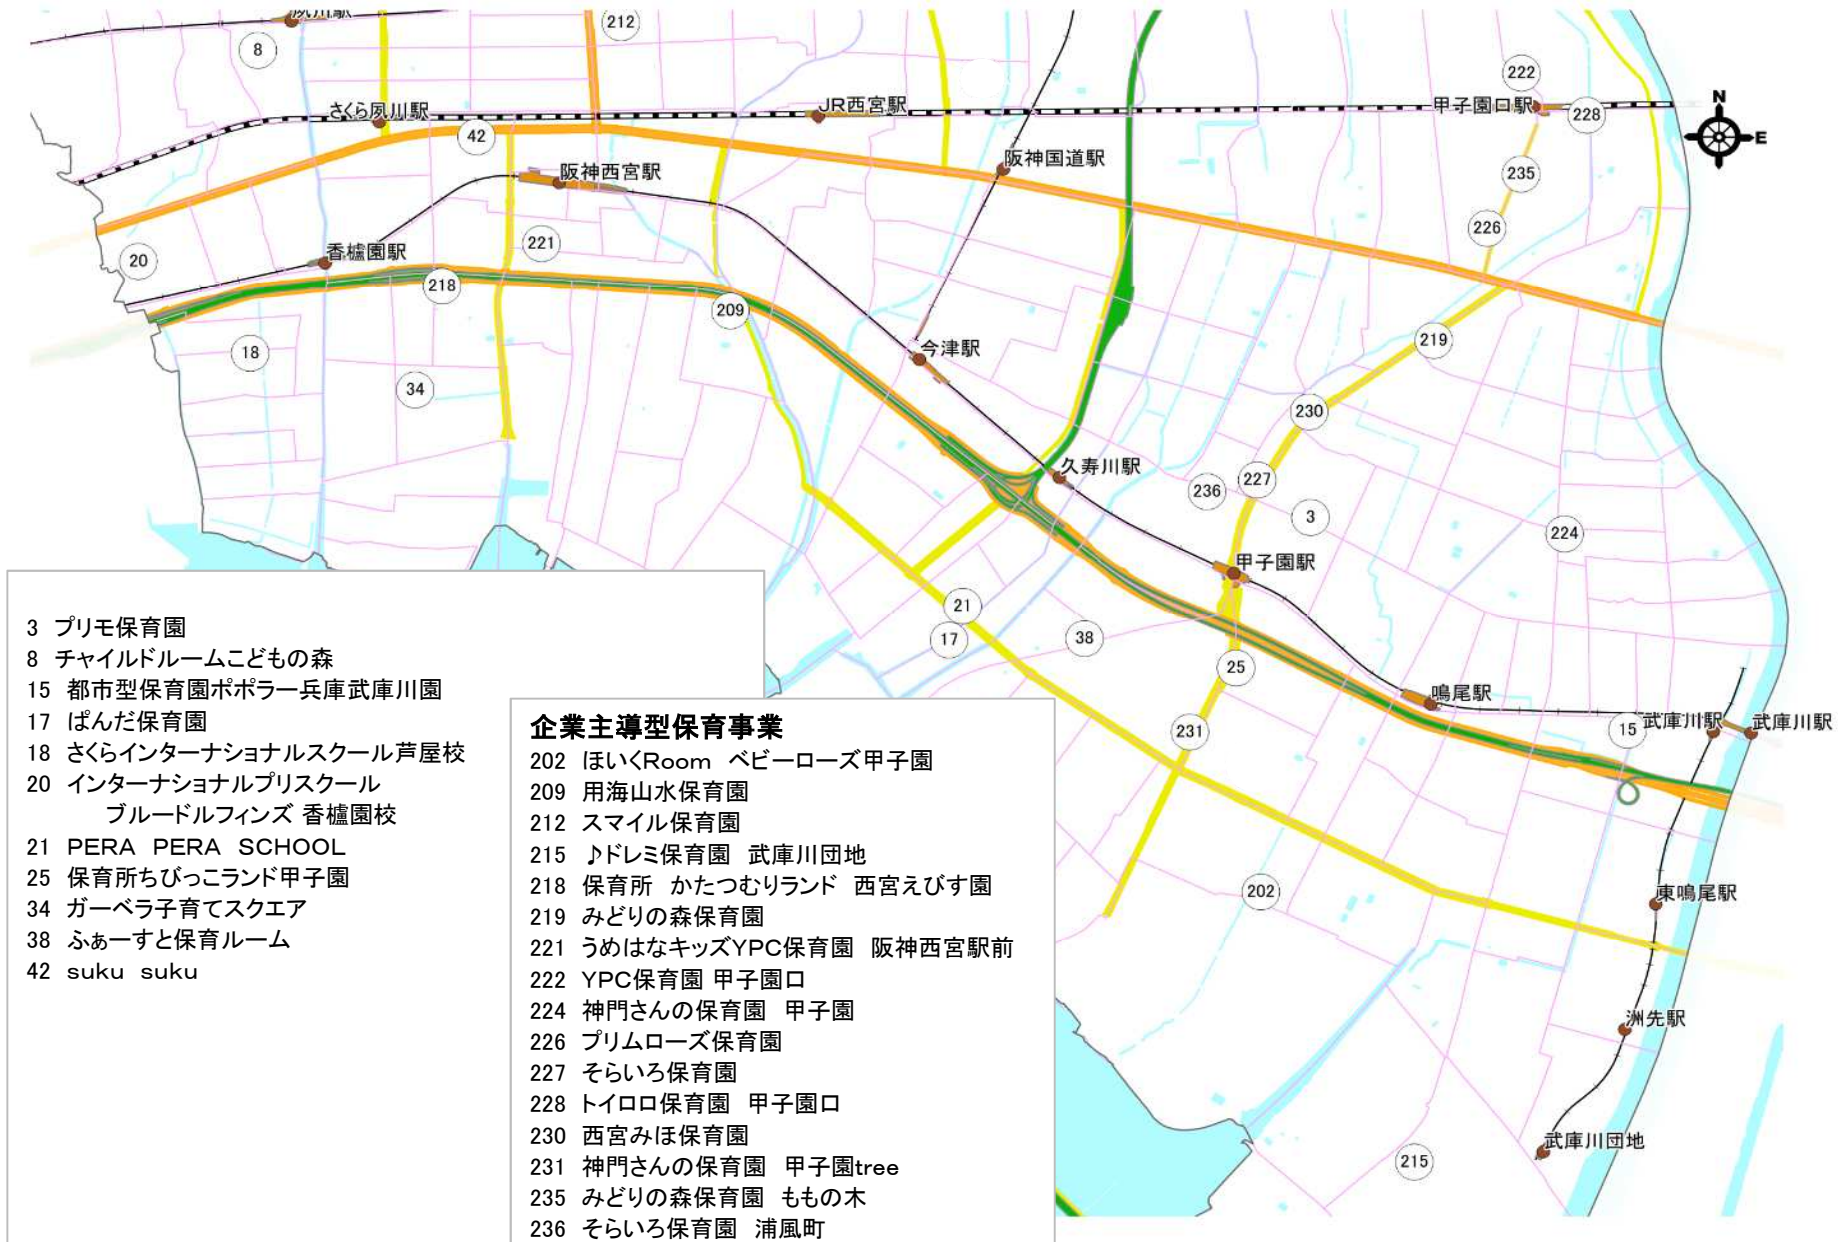 夙川駅
212
8
222
N
さくら夙川駅
JR西宮駅
甲子園口駅
228
42
E
阪神西宮駅
阪神国道駅
235
226
221
香櫨園駅
20
218
209
219
今津駅
18
34
230
久寿川駅
227
236
3
224
甲子園駅
21
17
38
25
鳴尾駅
231
15
武庫川駅
武庫川駅
202
東鳴尾駅
洲先駅
武庫川団地
215
3 プリモ保育園
8 チャイルドルームこどもの森
15 都市型保育園ポポラー兵庫武庫川園
17 ぱんだ保育園
18 さくらインターナショナルスクール芦屋校
20 インターナショナルプリスクール
ブルードルフィンズ 香櫨園校
21 PERA PERA SCHOOL
25 保育所ちびっこランド甲子園
34 ガーベラ子育てスクエア
38 ふぁーすと保育ルーム
42 suku suku
企業主導型保育事業
202 ほいくRoom ベビーローズ甲子園
209 用海山水保育園
212 スマイル保育園
215 ♪ドレミ保育園 武庫川団地
218 保育所 かたつむりランド 西宮えびす園
219 みどりの森保育園
221 うめはなキッズYPC保育園 阪神西宮駅前
222 YPC保育園 甲子園口
224 神門さんの保育園 甲子園
226 プリムローズ保育園
227 そらいろ保育園
228 トイロロ保育園 甲子園口
230 西宮みほ保育園
231 神門さんの保育園 甲子園tree
235 みどりの森保育園 ももの木
236 そらいろ保育園 浦風町